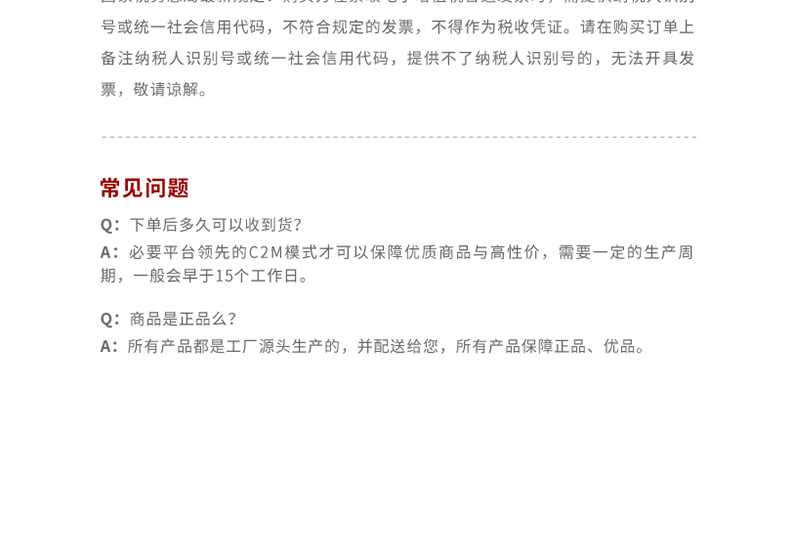 号或统一社会信用代码，不符合规定的发票，不得作为税收凭证。请在购买订单上
备注纳税人识别号或统一社会信用代码，提供不了纳税人识别号的，无法开具发
票，敬请谅解。
常见问题
Q：下单后多久可以收到货？
A：必要平台领先的C2M模式才可以保障优质商品与高性价，需要一定的生产周
期，一般会早于15个工作日。
Q：商品是正品么？
A：所有产品都是工厂源头生产的，并配送给您，所有产品保障正品、优品。